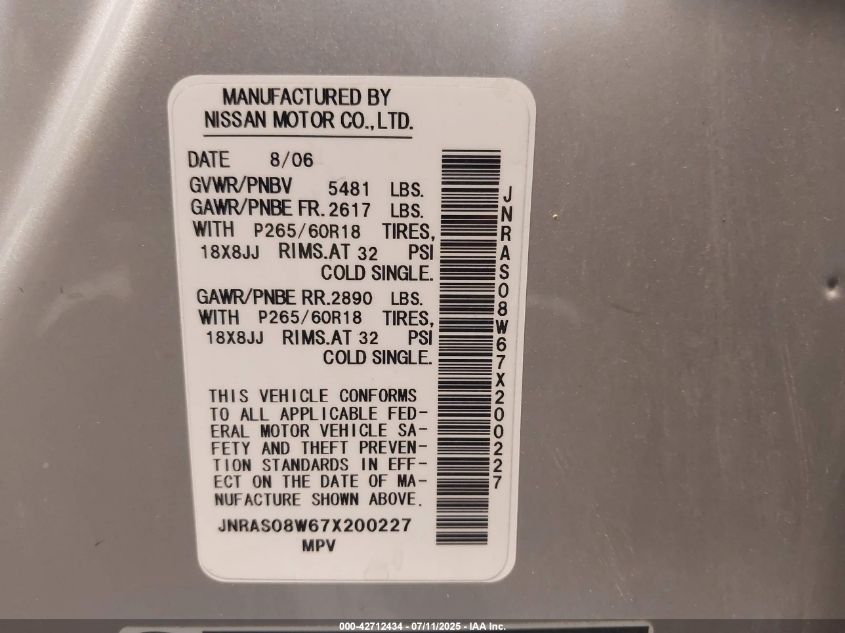 MANUFACTURED BY
NISSAN MOTOR CO.,LTD.
DATE 8/06
GVWR/PNBV 5481 LBS.
GAWR/PNBE FR. 2617 LBS.
WITH P265/60R18 TIRES,
18X8JJ RIMS.AT 32 PSI
COLD SINGLE.
GAWR/PNBE RR. 2890 LBS.
WITH P265/60R18 TIRES,
18X8JJ RIMS.AT 32 PSI
COLD SINGLE.
THIS VEHICLE CONFORMS
TO ALL APPLICABLE FED-
ERAL MOTOR VEHICLE SA-
FETY AND THEFT PREVEN-
TION STANDARDS IN EFF-
ECT ON THE DATE OF MA-
NUFACTURE SHOWN ABOVE.
JNRAS08W67X200227
MPV
JNRAS08W67X200227
000-42712434 - 07/11/2025 - IAA Inc.